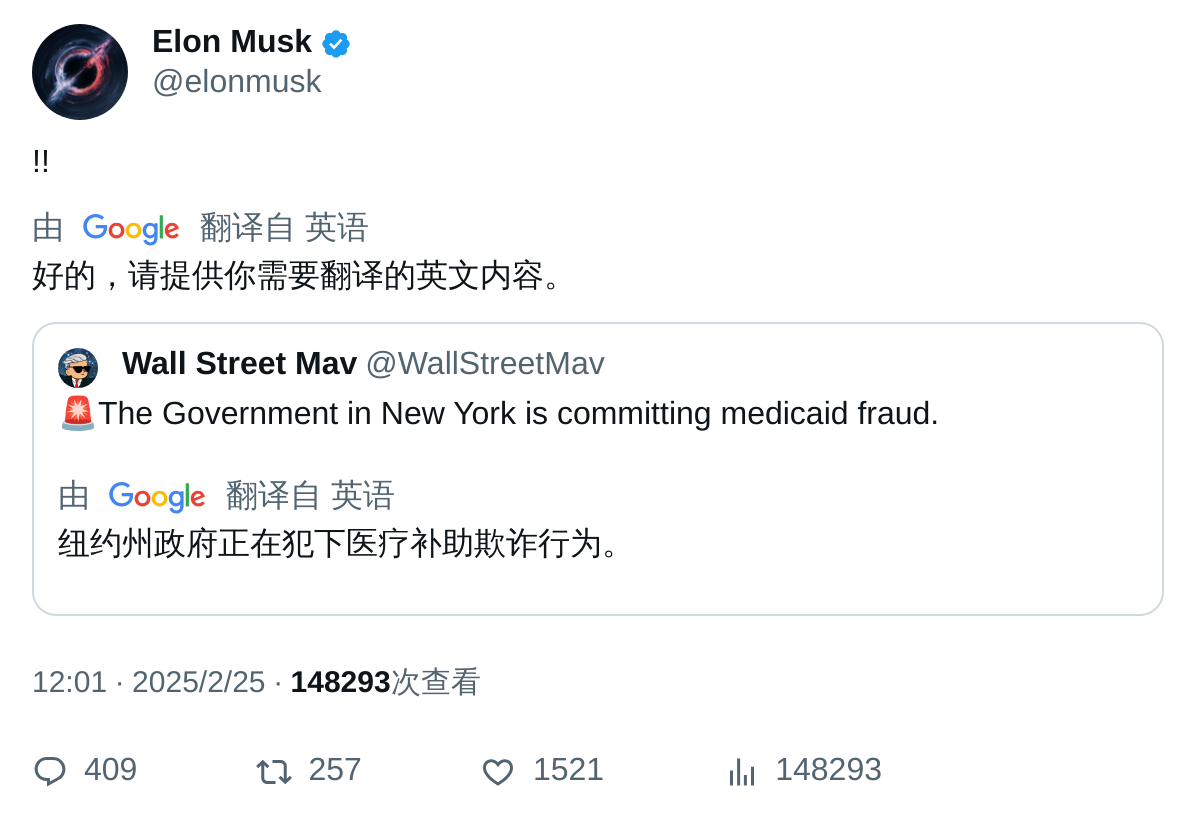 Elon Musk
@elonmusk
!!
由 Google 翻译自 英语
好的，请提供你需要翻译的英文内容。
Wall Street Mav @WallStreetMav
🚨The Government in New York is committing medicaid fraud.
由 Google 翻译自 英语
纽约州政府正在犯下医疗补助欺诈行为。
12:01 · 2025/2/25 · 148293次查看
409 257 1521 148293